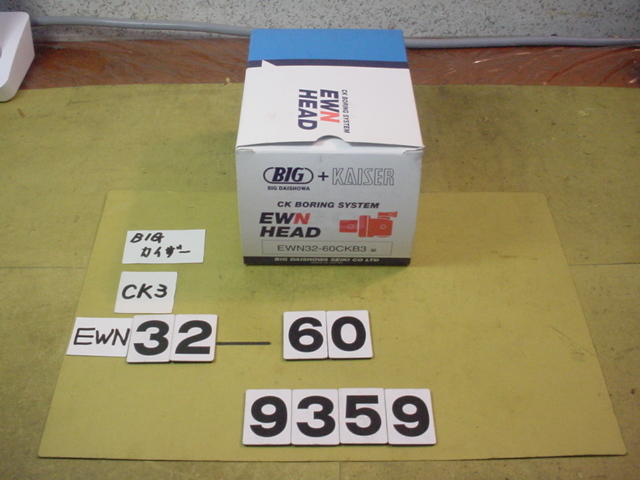 CK BORING SYSTEM
EWN
HEAD
BIG + KAISER
BIG DAISHOWA
CK BORING SYSTEM
EWN
HEAD
EWN32-60CKB3
BIG DAISHOWA SEIKI CO LTD
BIG
カイザー
CK3
EWN 32 — 60
9359